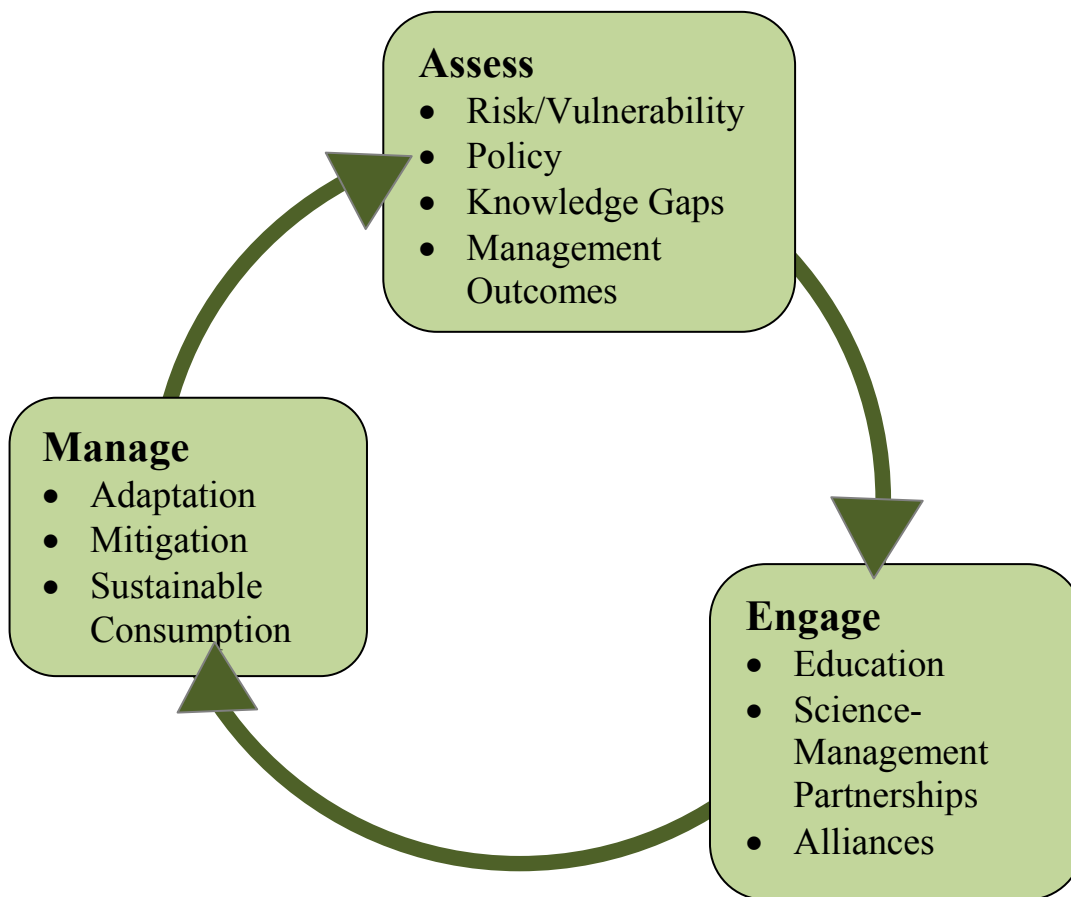 Assess
• Risk/Vulnerability
• Policy
• Knowledge Gaps
• Management
Outcomes
Manage
• Adaptation
• Mitigation
• Sustainable
Consumption
Engage
• Education
• Science-
Management
Partnerships
• Alliances